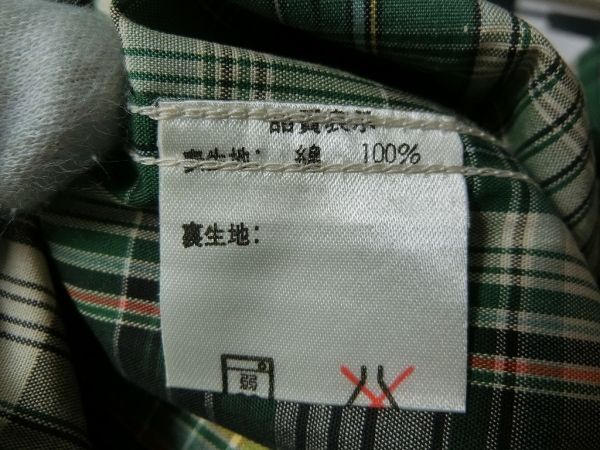 品質表示
表生地: 綿 100%
裏生地:
弱